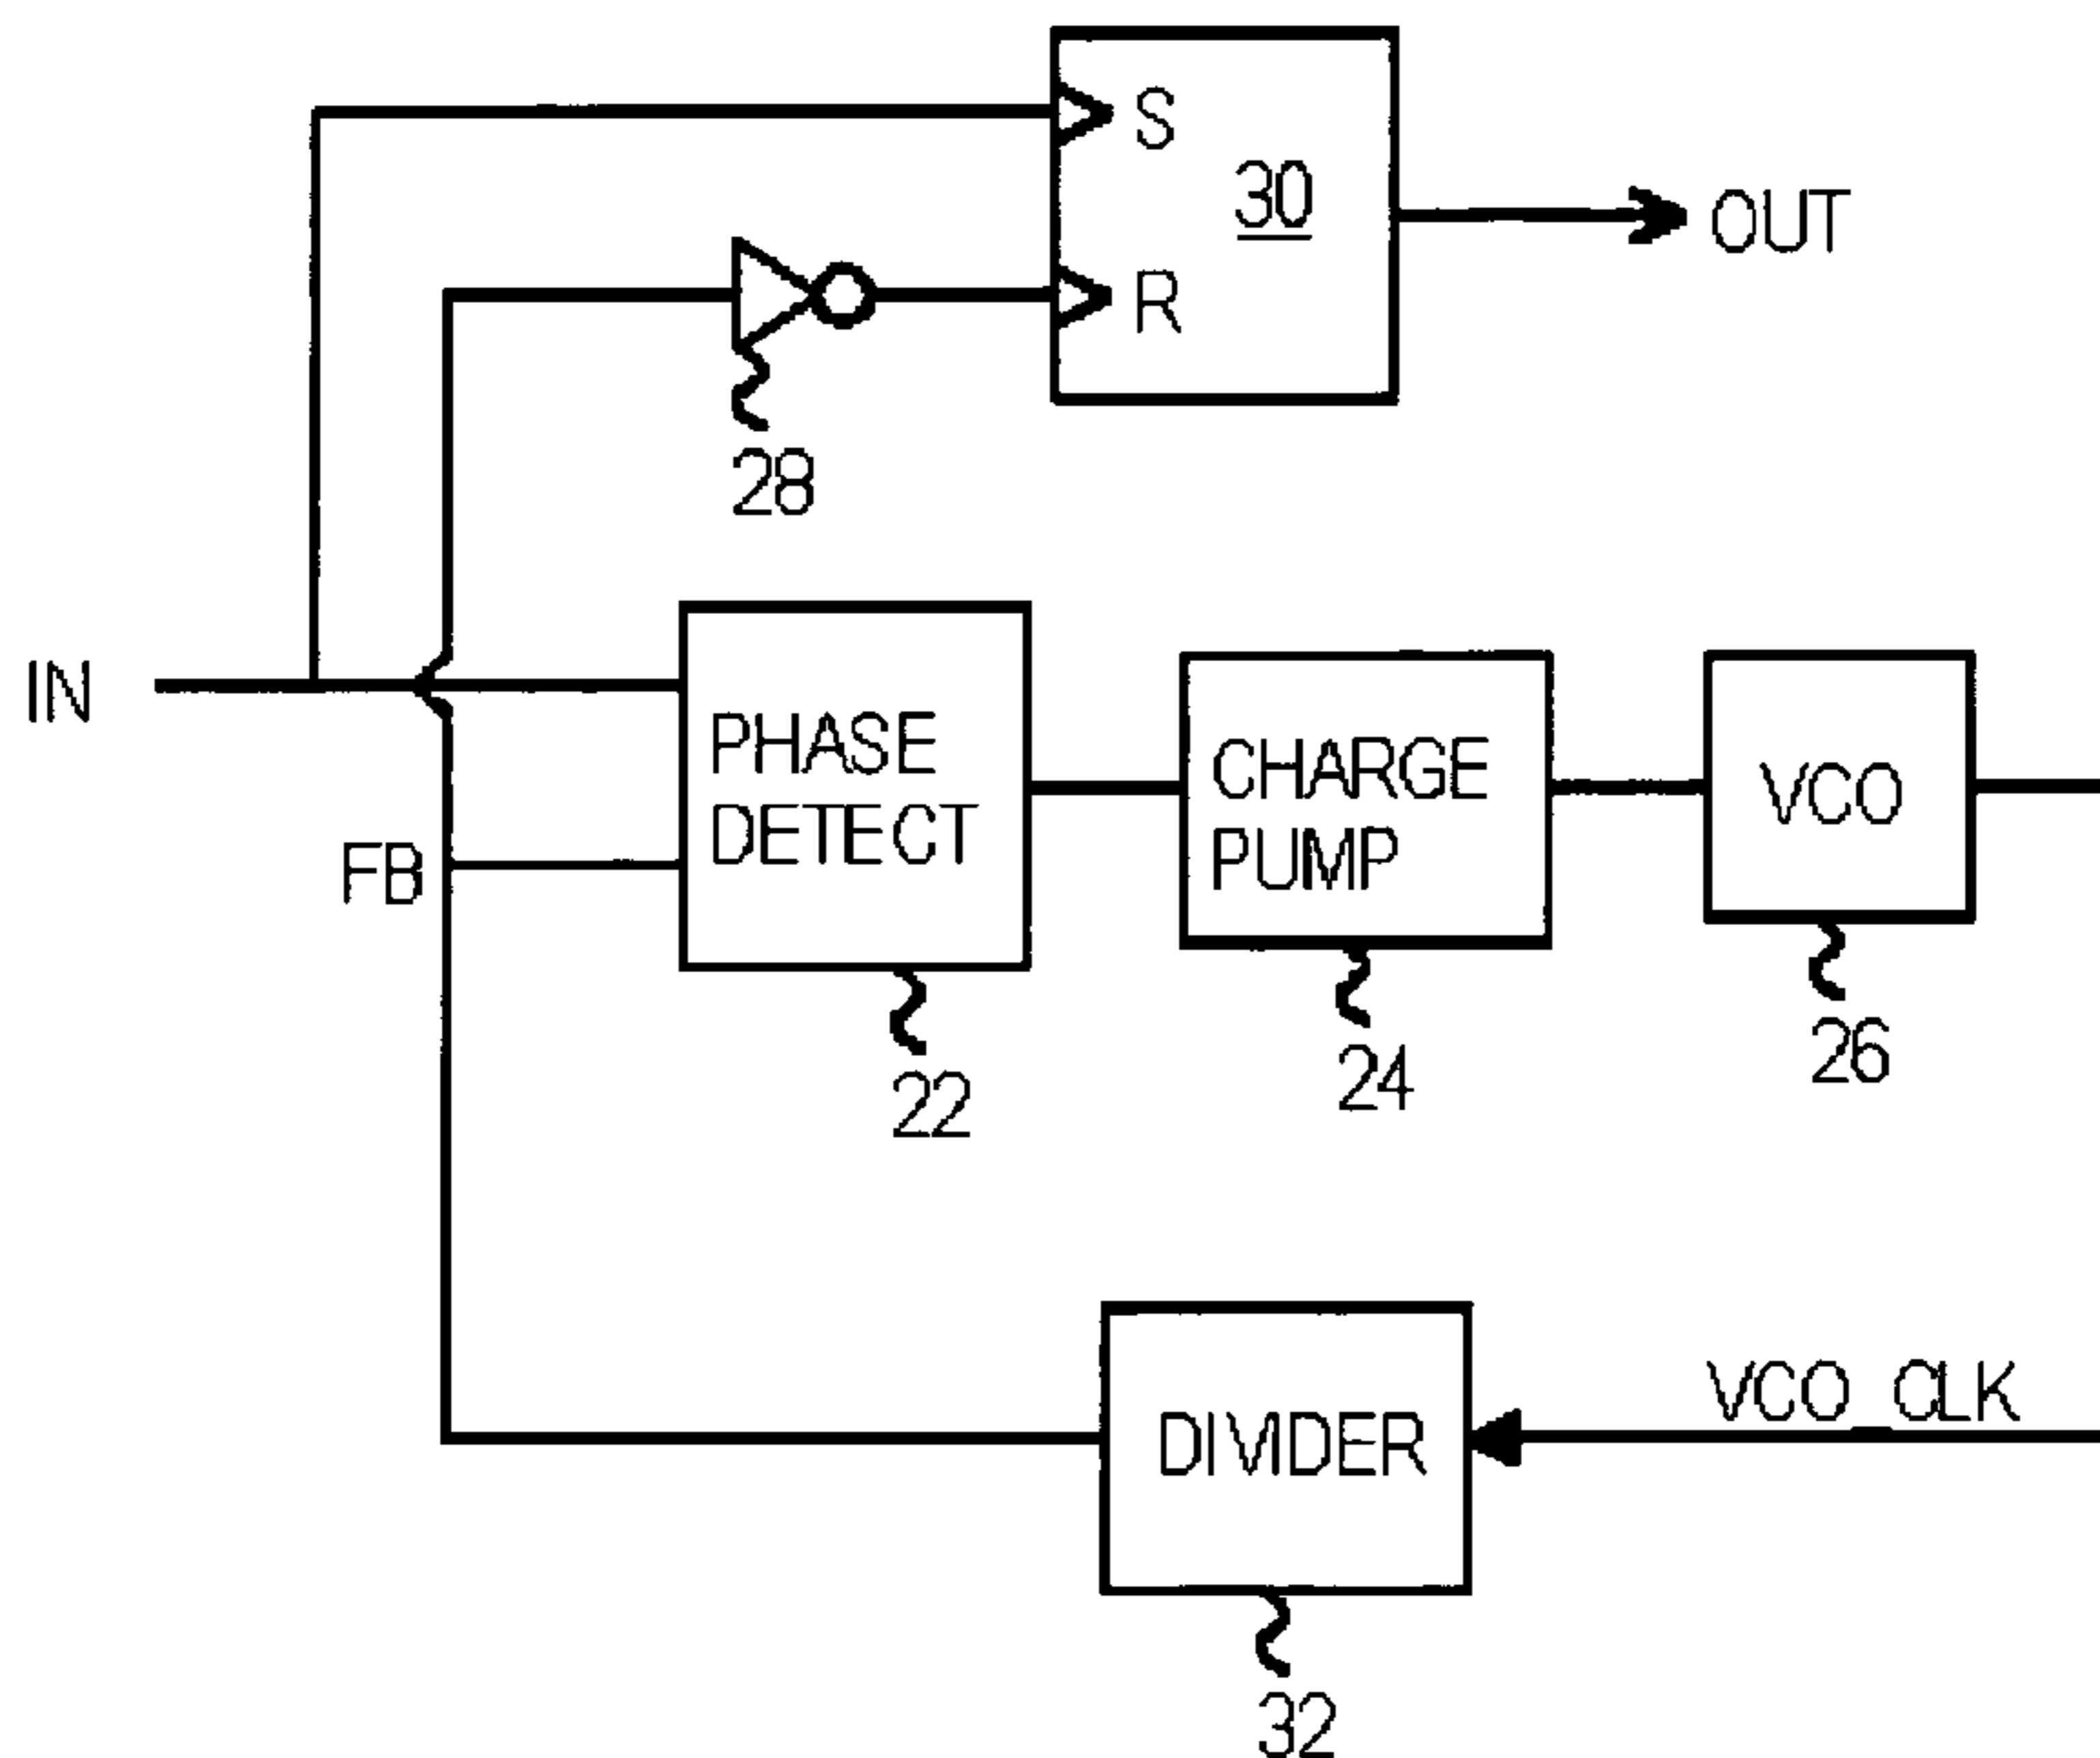 S
30
OUT
R
28
IN
PHASE
DETECT
CHARGE
PUMP
VCO
FB
22
24
26
VCO_CLK
DIVIDER
32